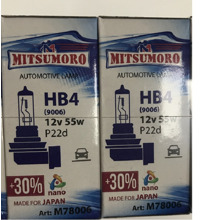 MITSUMORO
AUTOMOTIVE LAMP
HB4
(9006)
12v 55w
P22d
+30%
nano
MADE FOR JAPAN
Art: M78006
MITSUMORO
AUTOMOTIVE LAMP
HB4
(9006)
12v 55w
P22d
+30%
nano
MADE FOR JAPAN
Art: M78006